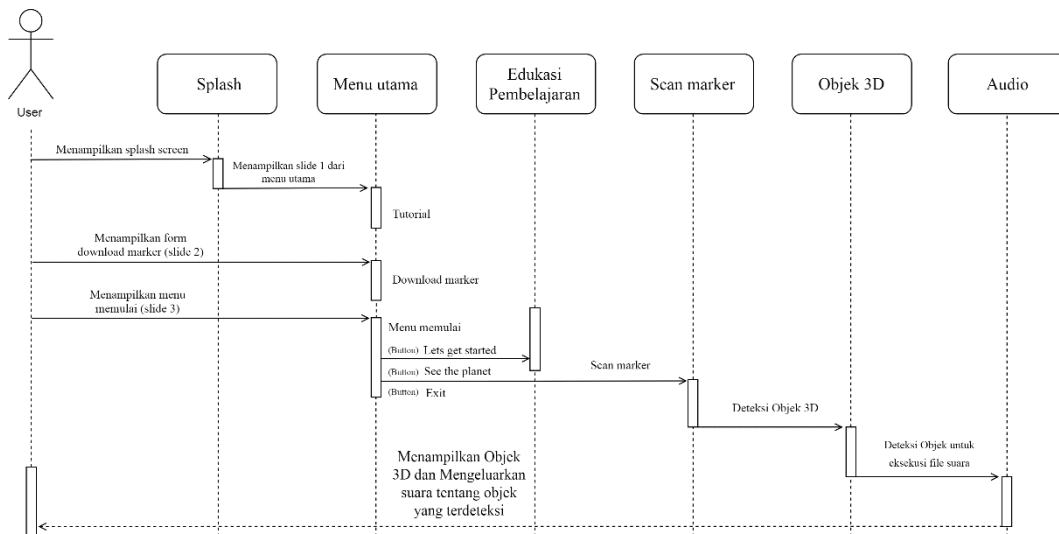 User
Splash
Menu utama
Edukasi
Pembelajaran
Scan marker
Objek 3D
Audio
Menampilkan splash screen
Menampilkan slide 1 dari
menu utama
Tutorial
Menampilkan form
download marker (slide 2)
Download marker
Menampilkan menu
memulai (slide 3)
Menu memulai
(Button) Lets get started
(Button) See the planet
Scan marker
(Button) Exit
Deteksi Objek 3D
Deteksi Objek untuk
eksekusi file suara
Menampilkan Objek
3D dan Mengeluarkan
suara tentang objek
yang terdeteksi